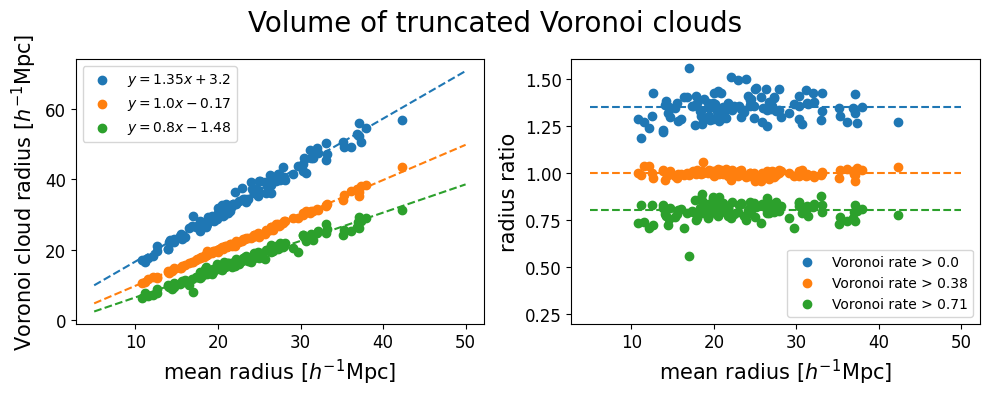 Volume of truncated Voronoi clouds
Voronoi cloud radius [$h^{-1}$Mpc]
60
40
20
0
$y = 1.35x + 3.2$
$y = 1.0x - 0.17$
$y = 0.8x - 1.48$
10 20 30 40 50
mean radius [$h^{-1}$Mpc]
radius ratio
1.50
1.25
1.00
0.75
0.50
0.25
Voronoi rate > 0.0
Voronoi rate > 0.38
Voronoi rate > 0.71
10 20 30 40 50
mean radius [$h^{-1}$Mpc]